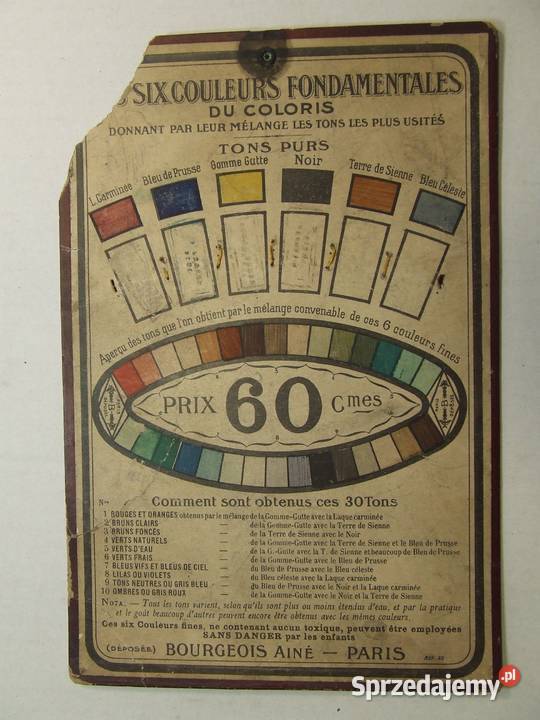 SIX COULEURS FONDAMENTALES
DU COLORIS
DONNANT PAR LEUR MÉLANGE LES TONS LES PLUS USITÉS
TONS PURS
L. Carminée Bleu de Prusse Gomme Gutte Noir Terre de Sienne Bleu Céleste
Aperçu des tons que l'on obtient par le mélange convenable de ces 6 couleurs fines
PRIX 60 Cmes
B
B
Nos Comment sont obtenus ces 30 Tons
1 ROUGES ET ORANGES obtenus par le mélange de la Gomme-Gutte avec la Laque carminée
2 BRUNS CLAIRS — de la Gomme-Gutte avec la Terre de Sienne
3 BRUNS FONCÉS — de la Terre de Sienne avec le Noir
4 VERTS NATURELS — de la Gomme-Gutte avec la Terre de Sienne et le Bleu de Prusse
5 VERTS D'EAU — de la G.-Gutte avec la T. de Sienne et beaucoup de Bleu de Prusse
6 VERTS FRAIS — de la Gomme-Gutte avec le Bleu de Prusse
7 BLEUS VIFS ET BLEUS DE CIEL — du Bleu de Prusse avec le Bleu céleste
8 LILAS OU VIOLETS — du Bleu céleste avec la Laque carminée
9 TONS NEUTRES OU GRIS BLEU — du Bleu de Prusse avec le Noir et la Laque carminée
10 OMBRES OU GRIS ROUX — de la Gomme-Gutte avec le Noir et la Terre de Sienne
NOTA. — Tous les tons varient, selon qu'ils sont plus ou moins étendus d'eau, et par la pratique
et le goût beaucoup d'autres peuvent encore être obtenus avec les mêmes couleurs.
Ces six Couleurs fines, ne contenant aucun toxique, peuvent être employées
SANS DANGER par les enfants
(DÉPOSÉE) BOURGEOIS AINÉ — PARIS
Sprzedajemy.pl